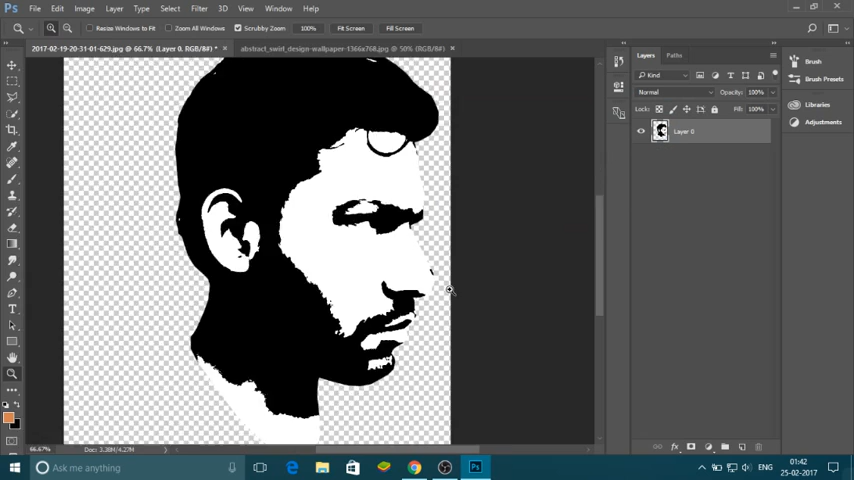 Ps File Edit Image Layer Type Select Filter 3D View Window Help
Resize Windows to Fit Zoom All Windows Scrubby Zoom 100% Fit Screen Fill Screen
2017-02-19-20-31-01-629.jpg @ 66.7% (Layer 0, RGB/8#) * × abstract_swirl_design-wallpaper-1366x768.jpg @ 50% (RGB/8#) ×
Layers Paths
Kind
Normal Opacity: 100%
Lock: Fill: 100%
Layer 0
Brush
Brush Presets
Libraries
Adjustments
66.67% Doc: 3.38M/4.27M
Ask me anything
Ps
ENG
01:42
25-02-2017